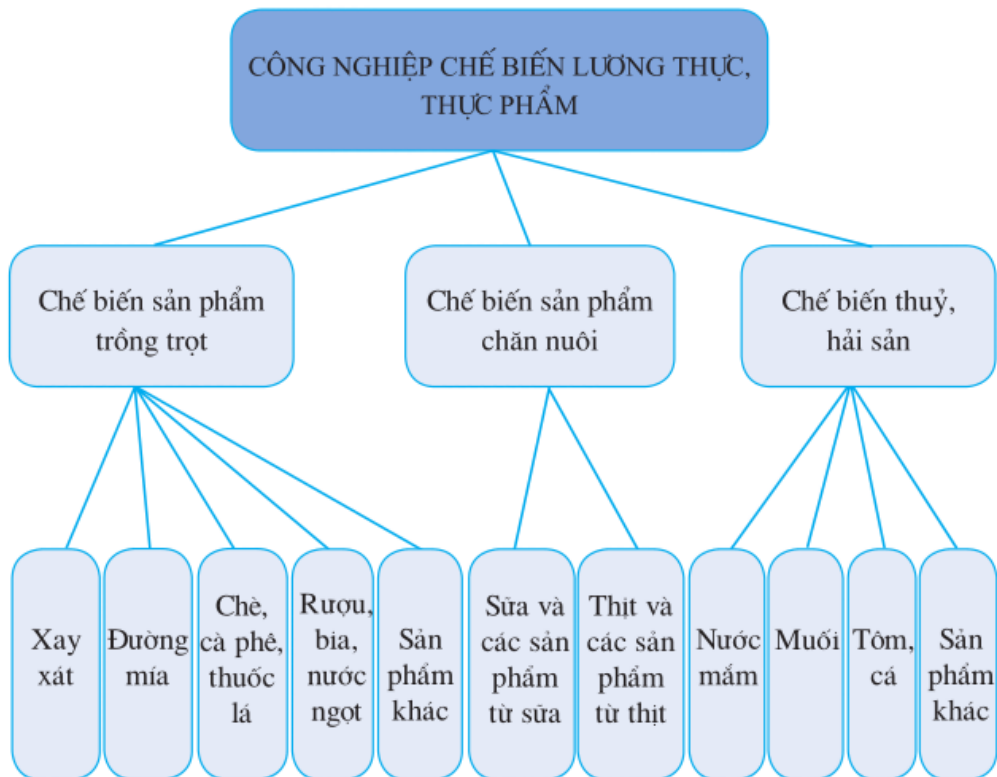 CÔNG NGHIỆP CHẾ BIẾN LƯƠNG THỰC,
THỰC PHẨM
Chế biến sản phẩm
trồng trọt
Chế biến sản phẩm
chăn nuôi
Chế biến thuỷ,
hải sản
Xay
xát
Đường
mía
Chè,
cà phê,
thuốc
lá
Rượu,
bia,
nước
ngọt
Sản
phẩm
khác
Sữa và
các sản
phẩm
từ sữa
Thịt và
các sản
phẩm
từ thịt
Nước
mắm
Muối
Tôm,
cá
Sản
phẩm
khác